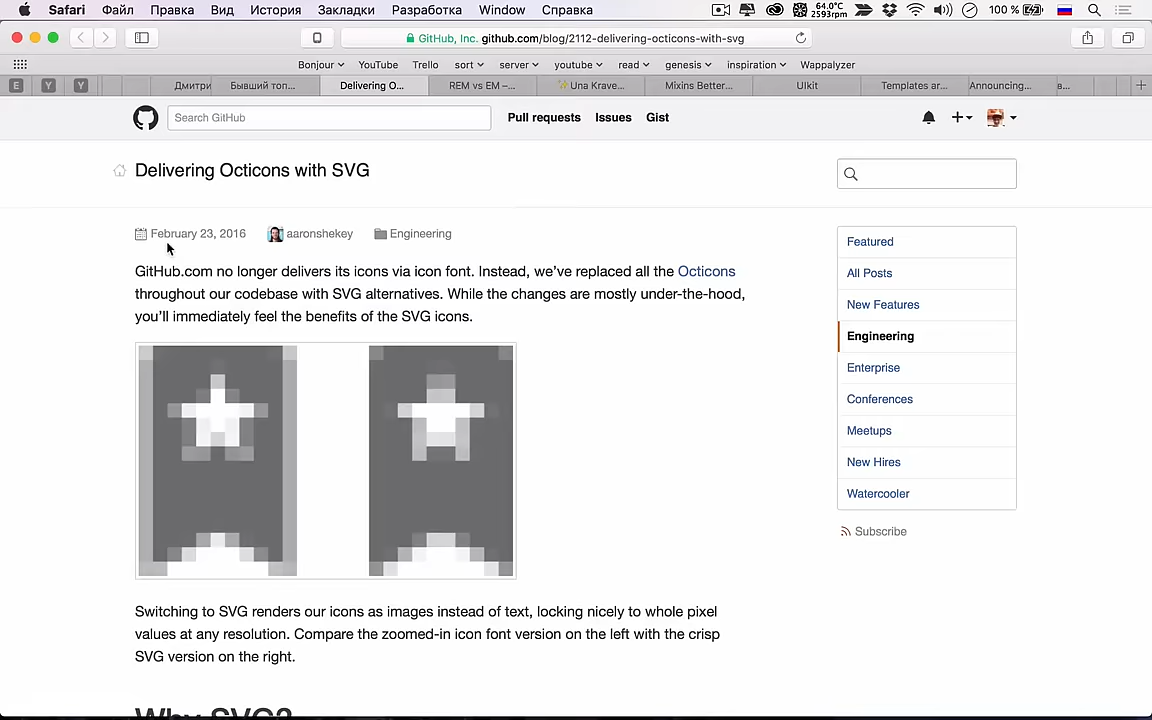 Safari Файл Правка Вид История Закладки Разработка Window Справка 64.0°C 2593rpm 100 %
GitHub, Inc. github.com/blog/2112-delivering-octicons-with-svg
Bonjour YouTube Trello sort server youtube read genesis inspiration Wappalyzer
E Y Y Дмитри Бывший топ... Delivering O... REM vs EM –... ✨Una Krave... Mixins Better... UIkit Templates ar... Announcing... в...
Search GitHub Pull requests Issues Gist
Delivering Octicons with SVG
February 23, 2016 aaronshekey Engineering
GitHub.com no longer delivers its icons via icon font. Instead, we’ve replaced all the Octicons
throughout our codebase with SVG alternatives. While the changes are mostly under-the-hood,
you’ll immediately feel the benefits of the SVG icons.
Switching to SVG renders our icons as images instead of text, locking nicely to whole pixel
values at any resolution. Compare the zoomed-in icon font version on the left with the crisp
SVG version on the right.
Why SVG?
Featured
All Posts
New Features
Engineering
Enterprise
Conferences
Meetups
New Hires
Watercooler
Subscribe